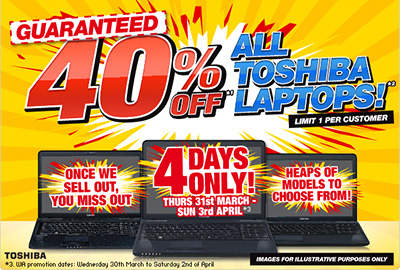 GUARANTEED
40% OFF*¹
ALL
TOSHIBA
LAPTOPS!*²
LIMIT 1 PER CUSTOMER
ONCE WE
SELL OUT,
YOU MISS OUT
4 DAYS
ONLY!
THURS 31st MARCH -
SUN 3rd APRIL*3
HEAPS OF
MODELS TO
CHOOSE FROM!
TOSHIBA
IMAGES FOR ILLUSTRATIVE PURPOSES ONLY
*3. WA promotion dates: Wednesday 30th March to Saturday 2nd of April